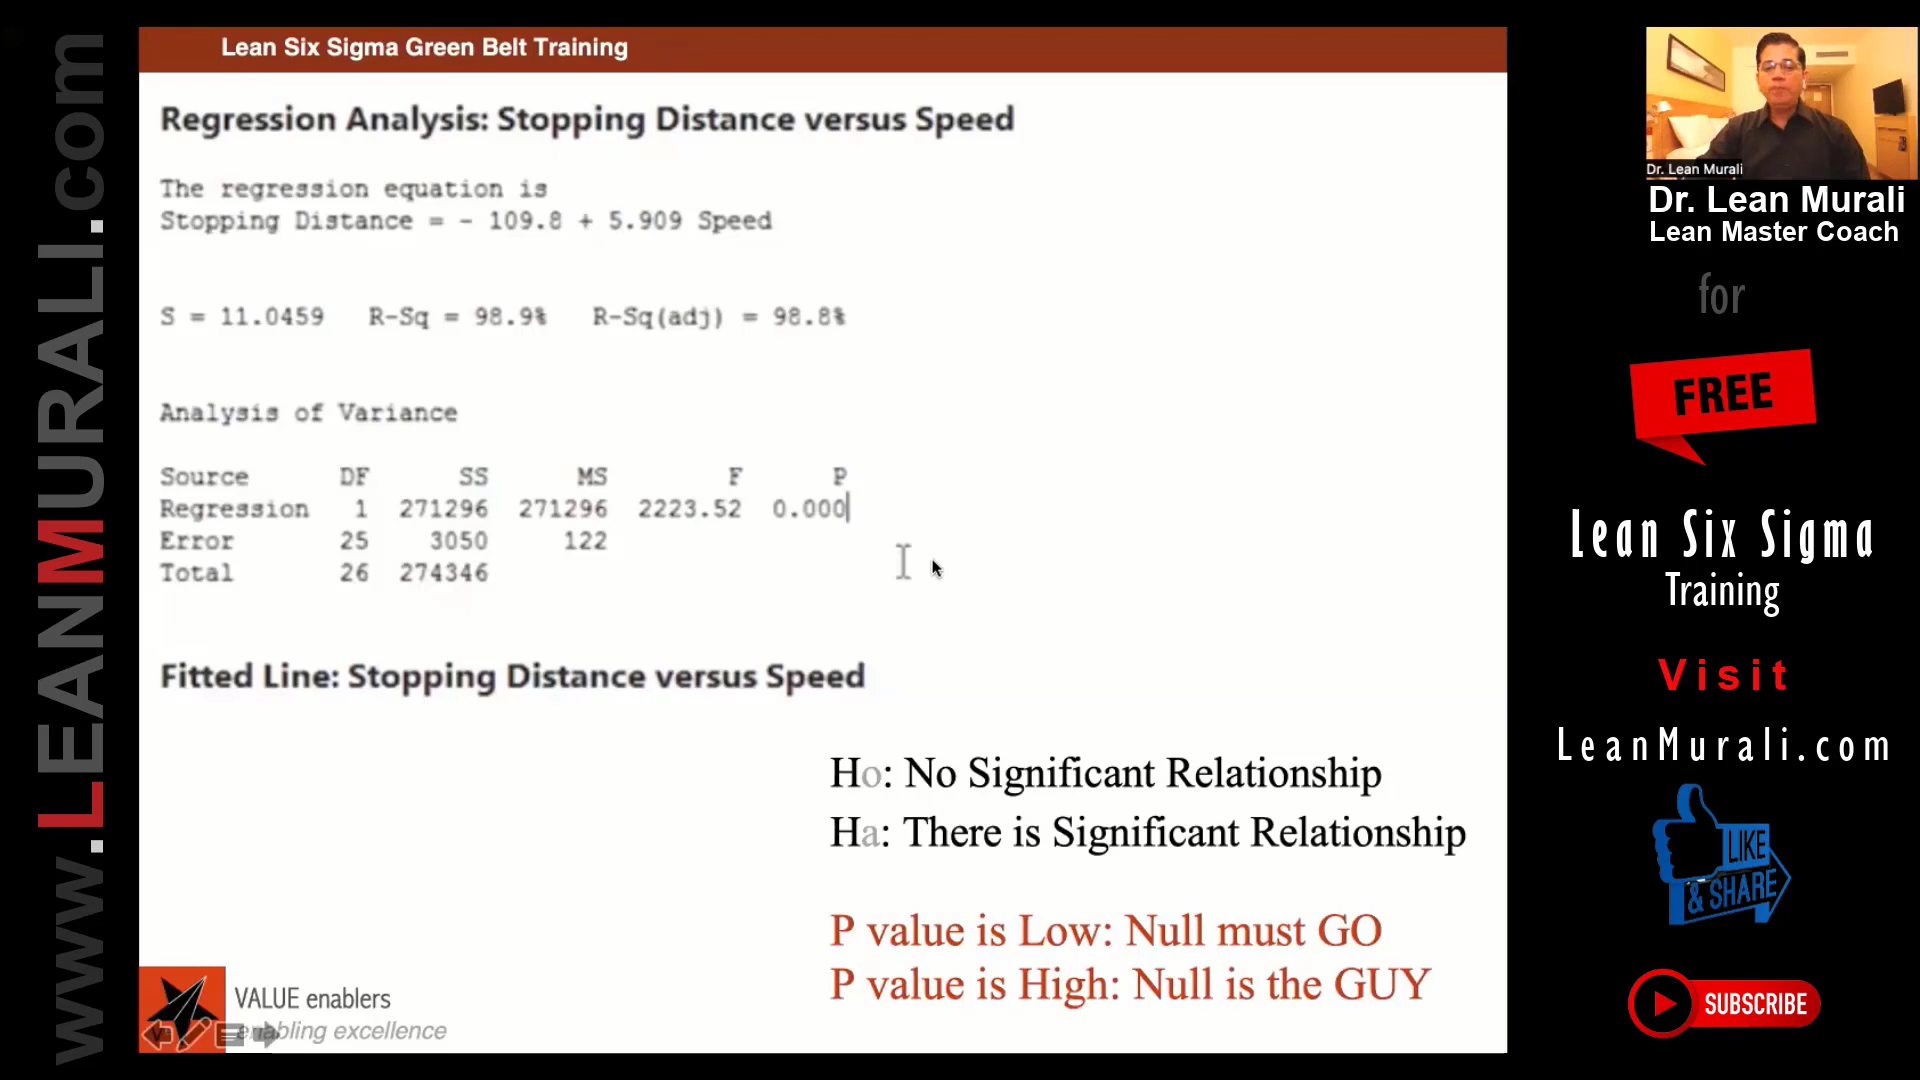 www.LEANMURALI.com
Lean Six Sigma Green Belt Training
Regression Analysis: Stopping Distance versus Speed
The regression equation is
Stopping Distance = - 109.8 + 5.909 Speed
S = 11.0459 R-Sq = 98.9% R-Sq(adj) = 98.8%
Analysis of Variance
Source DF SS MS F P
Regression 1 271296 271296 2223.52 0.000
Error 25 3050 122
Total 26 274346
Fitted Line: Stopping Distance versus Speed
Ho: No Significant Relationship
Ha: There is Significant Relationship
P value is Low: Null must GO
P value is High: Null is the GUY
VALUE enablers
enabling excellence
Dr. Lean Murali
Dr. Lean Murali
Lean Master Coach
for
FREE
Lean Six Sigma
Training
Visit
LeanMurali.com
LIKE
& SHARE
SUBSCRIBE